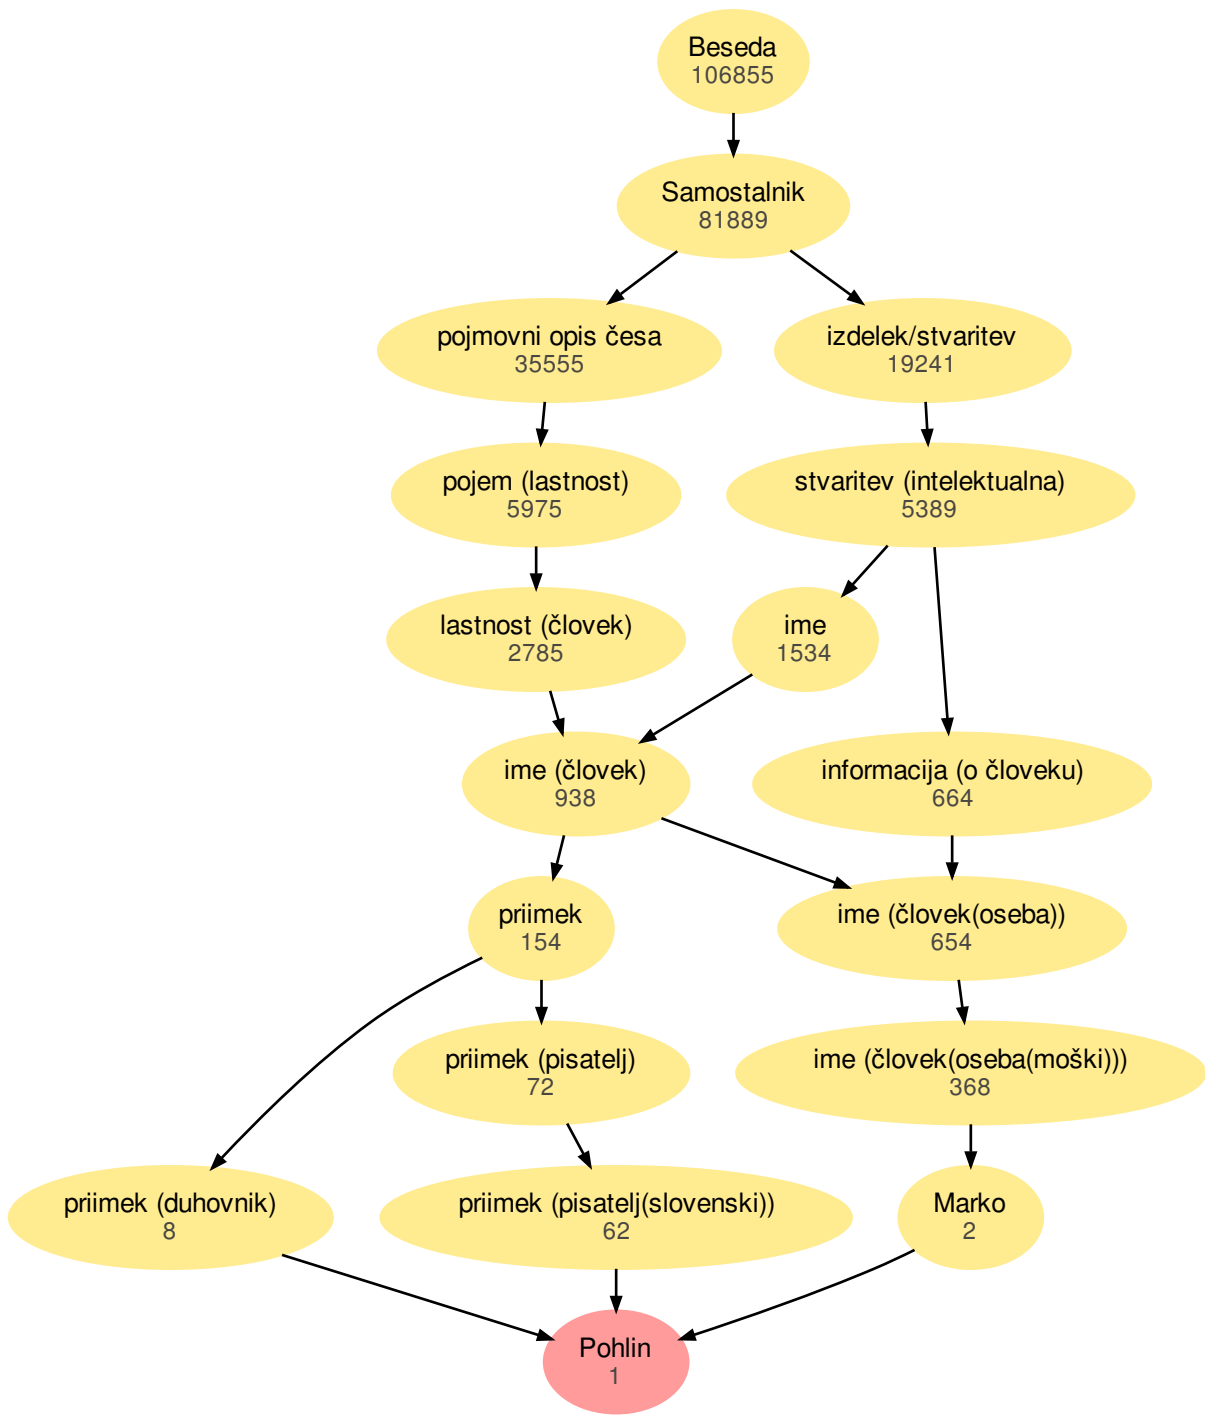 Beseda
106855
Samostalnik
81889
pojmovni opis česa
35555
izdelek/stvaritev
19241
pojem (lastnost)
5975
stvaritev (intelektualna)
5389
lastnost (človek)
2785
ime
1534
ime (človek)
938
informacija (o človeku)
664
priimek
154
ime (človek(oseba))
654
priimek (pisatelj)
72
ime (človek(oseba(moški)))
368
priimek (duhovnik)
8
priimek (pisatelj(slovenski))
62
Marko
2
Pohlin
1